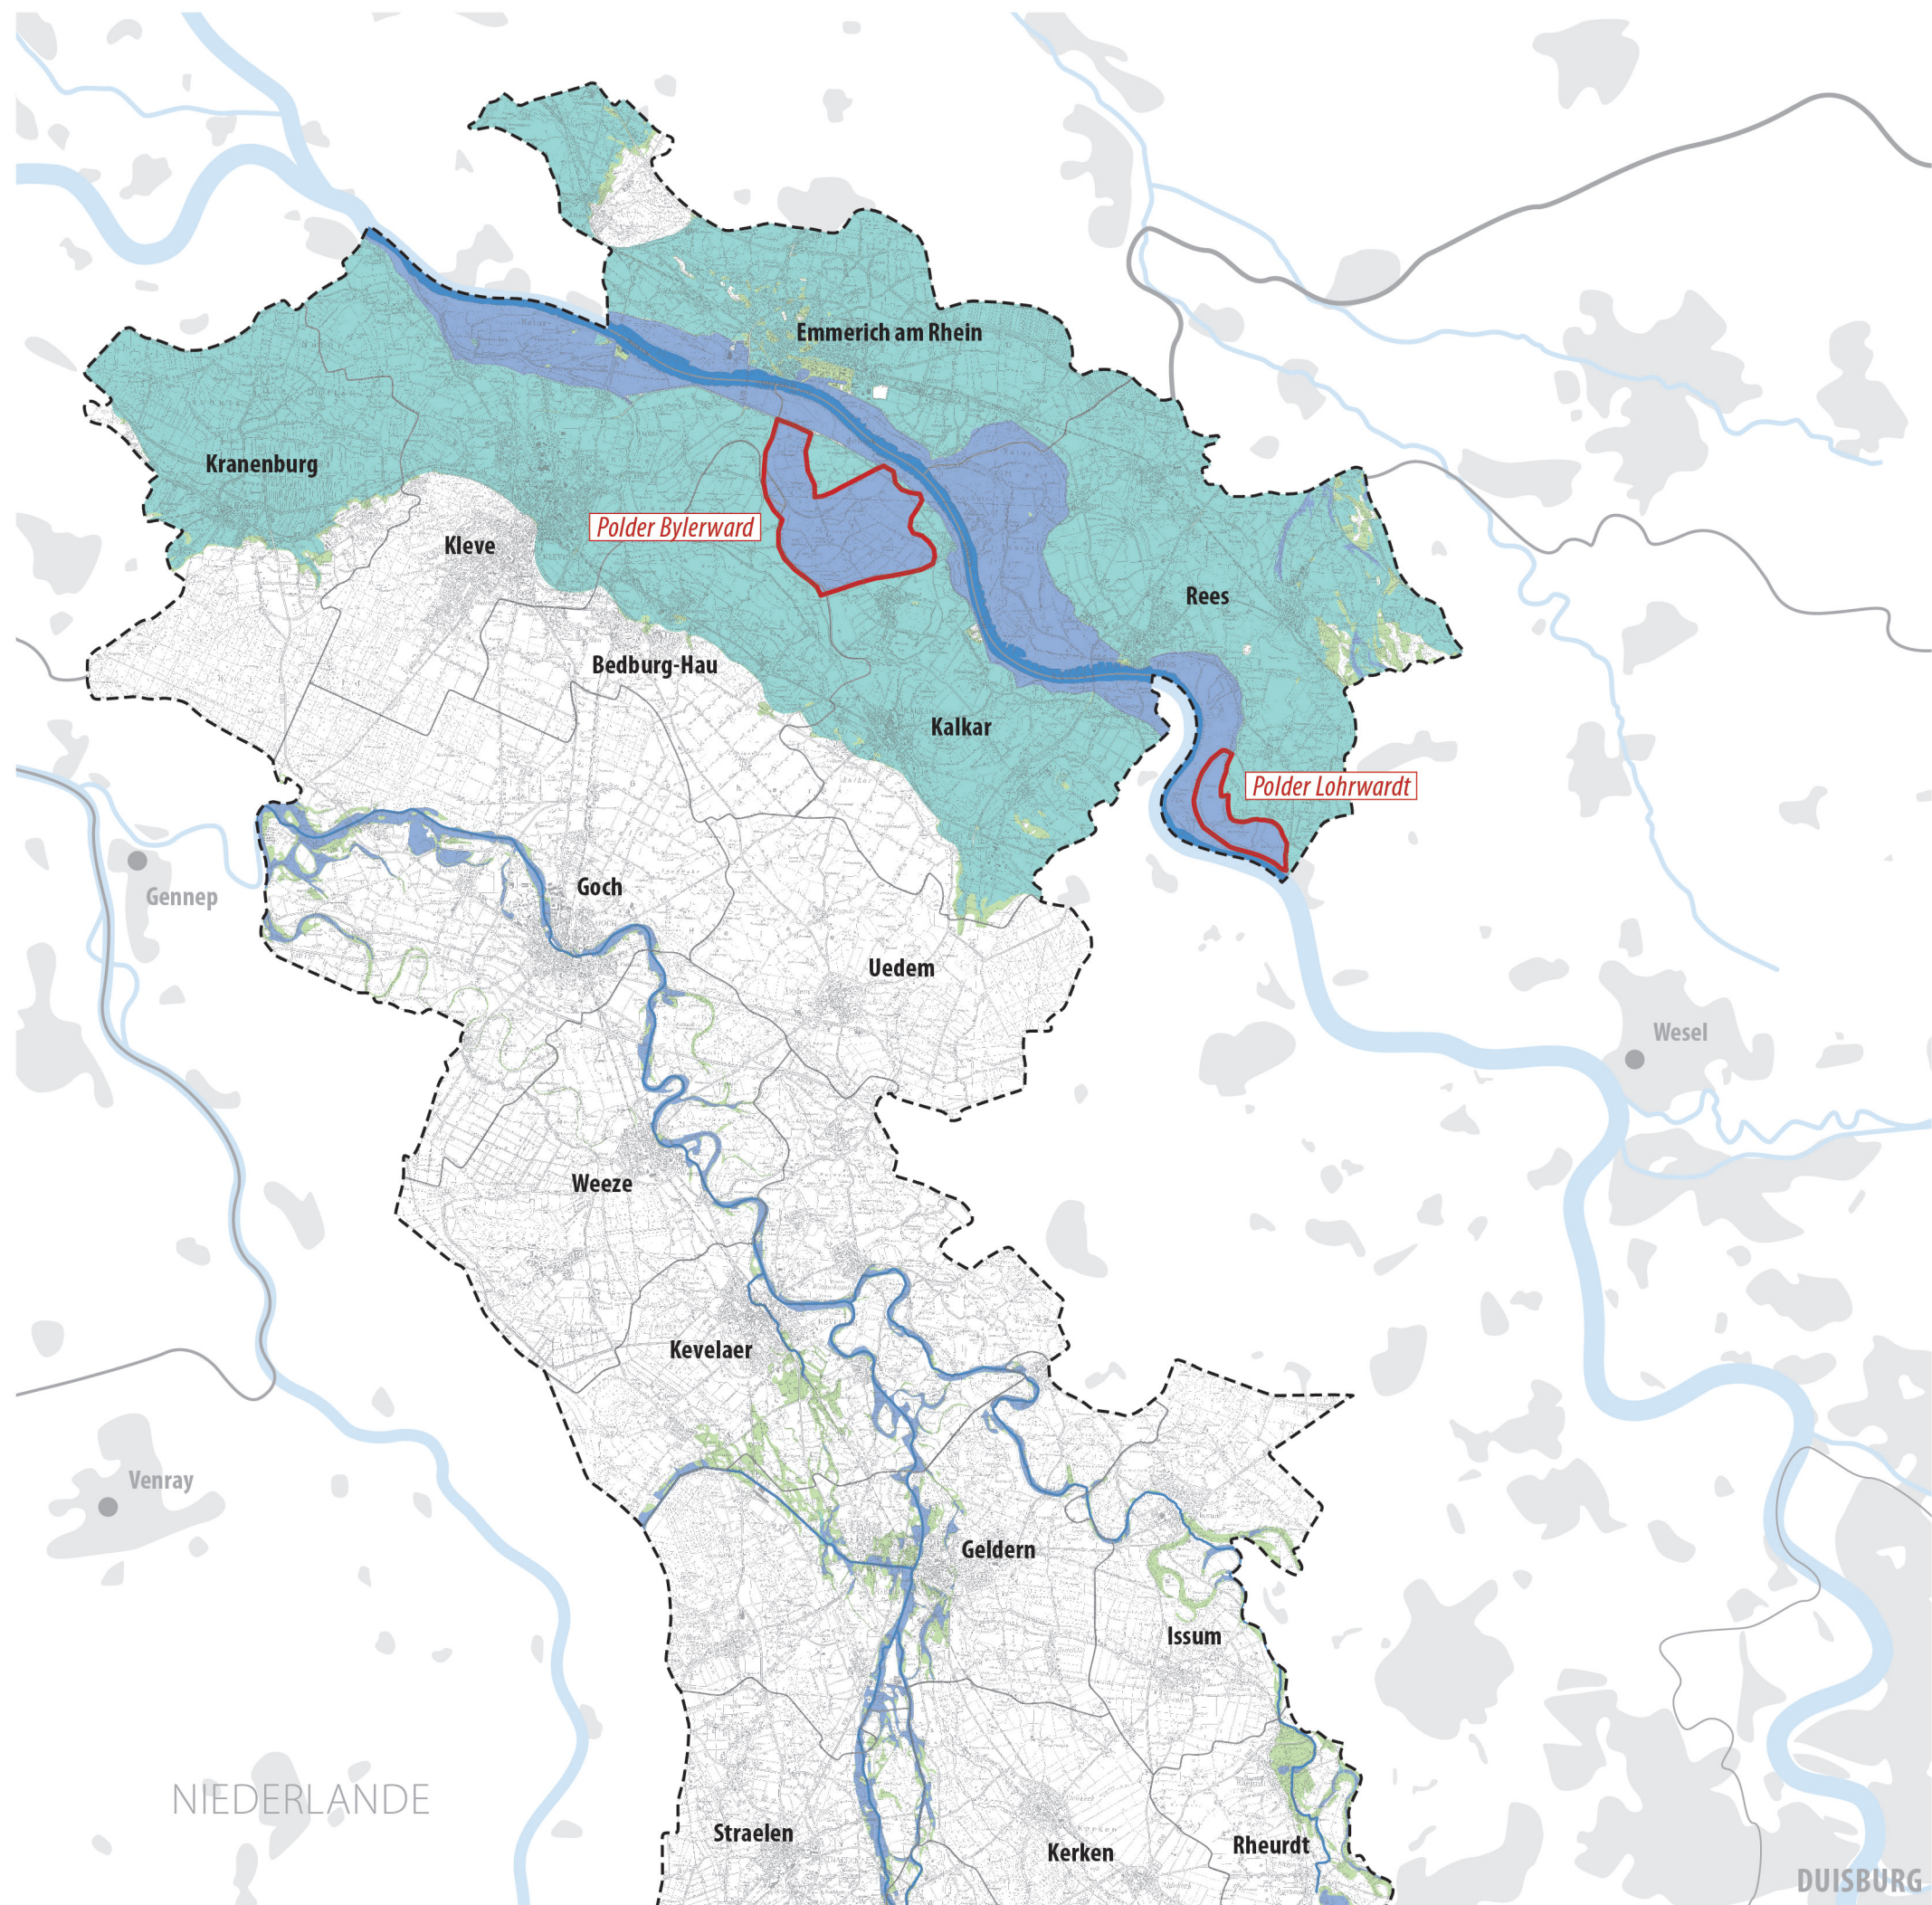 Emmerich am Rhein
Kranenburg
Polder Bylerward
Kleve
Rees
Bedburg-Hau
Kalkar
Polder Lohrwardt
Goch
Gennep
Uedem
Wesel
Weeze
Kevelaer
Venray
Geldern
Issum
NIEDERLANDE
Straelen
Kerken
Rheurdt
DUISBURG